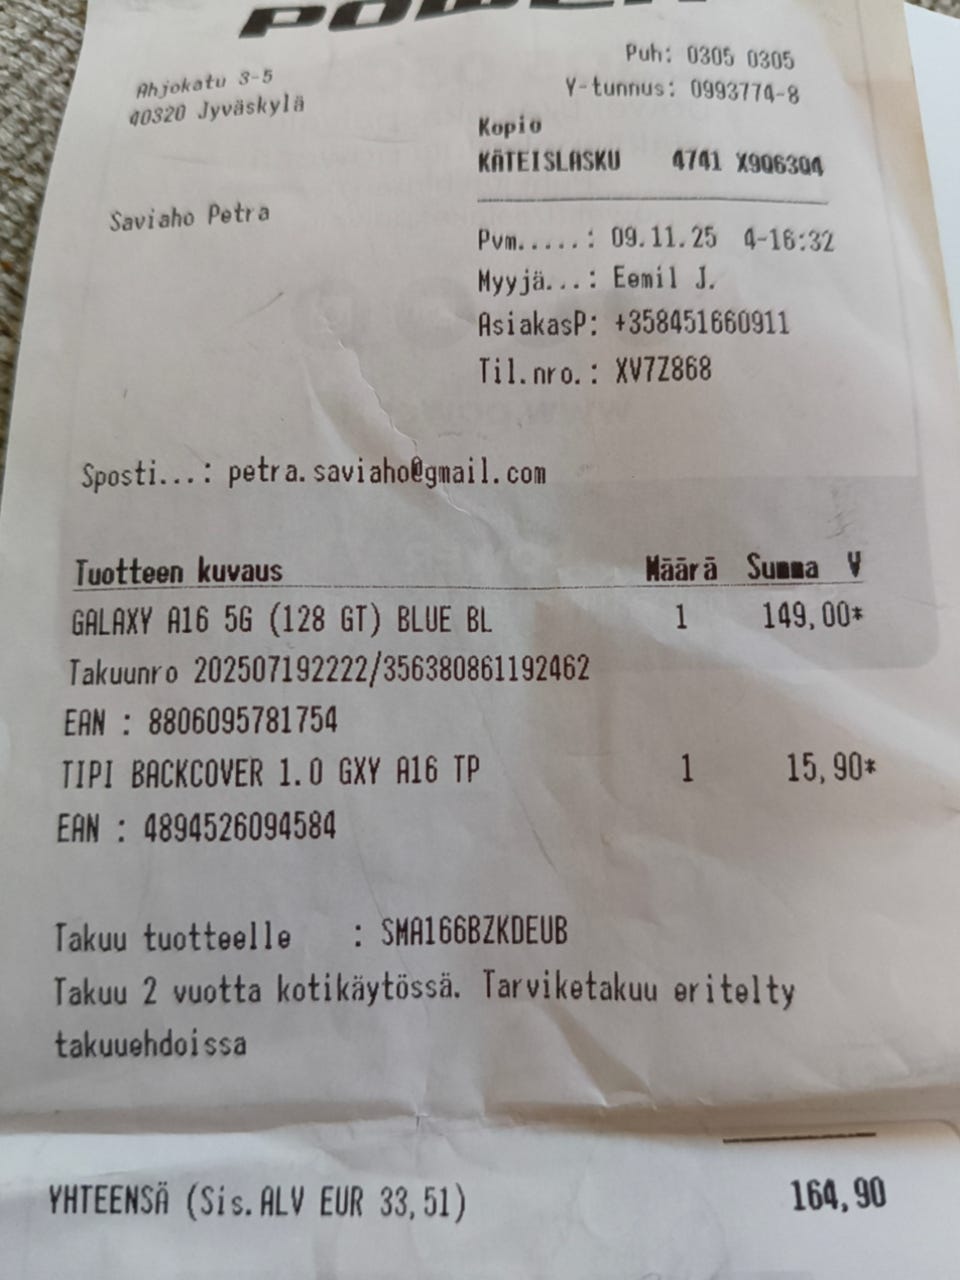 POWER
Puh: 0305 0305
Ahjokatu 3-5
Y-tunnus: 0993774-8
40320 Jyväskylä
Kopio
KÄTEISLASKU 4741 X9Q63Q4
Saviaho Petra
Pvm.....: 09.11.25 4-16:32
Myyjä...: Eemil J.
AsiakasP: +358451660911
Til.nro.: XV7Z868
Sposti...: petra.saviaho@gmail.com
Tuotteen kuvaus Määrä Summa V
GALAXY A16 5G (128 GT) BLUE BL 1 149,00*
Takuunro 202507192222/356380861192462
EAN : 8806095781754
TIPI BACKCOVER 1.0 GXY A16 TP 1 15,90*
EAN : 4894526094584
Takuu tuotteelle : SMA166BZKDEUB
Takuu 2 vuotta kotikäytössä. Tarviketakuu eritelty
takuuehdoissa
YHTEENSÄ (Sis.ALV EUR 33,51) 164,90